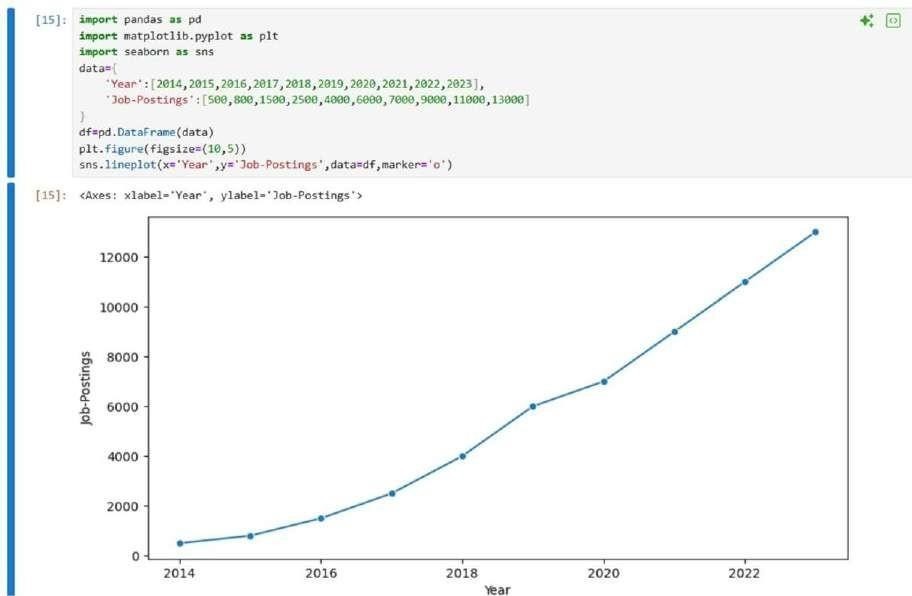 [15]: import pandas as pd
import matplotlib.pyplot as plt
import seaborn as sns
data={
    'Year':[2014,2015,2016,2017,2018,2019,2020,2021,2022,2023],
    'Job-Postings':[500,800,1500,2500,4000,6000,7000,9000,11000,13000]
}
df=pd.DataFrame(data)
plt.figure(figsize=(10,5))
sns.lineplot(x='Year',y='Job-Postings',data=df,marker='o')
[15]: <Axes: xlabel='Year', ylabel='Job-Postings'>
12000
10000
8000
6000
4000
2000
0
Job-Postings
2014 2016 2018 2020 2022
Year